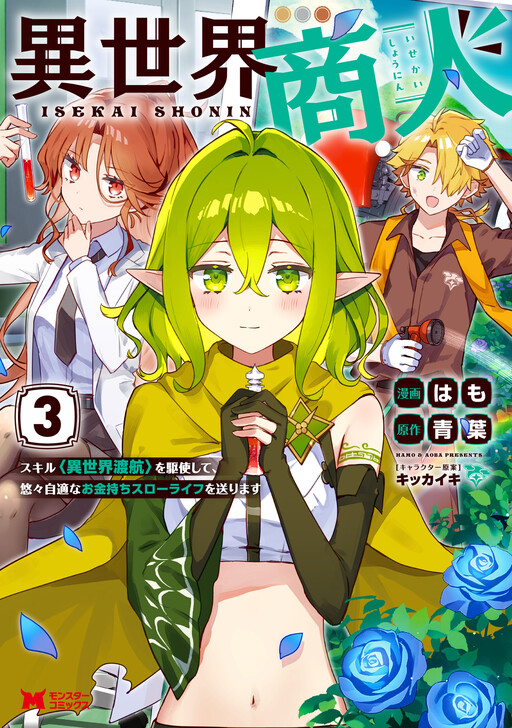 異世界商人
いせかい
しょうにん
ISEKAI SHONIN
3
スキル〈異世界渡航〉を駆使して、
悠々自適なお金持ちスローライフを送ります
漫画 はも
原作 青葉
HAMO & AOBA PRESENTS
[キャラクター原案]
キッカイキ
M モンスター
コミックス